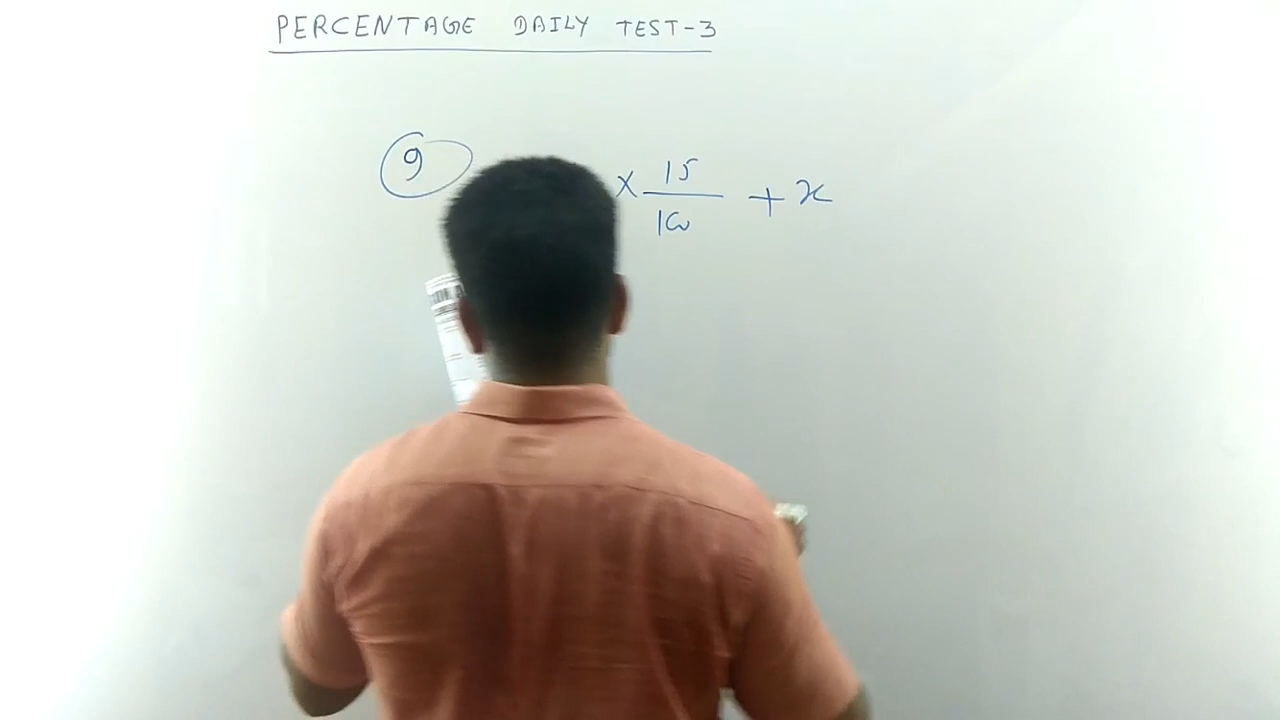 PERCENTAGE DAILY TEST-3
9
× 15/100 + x